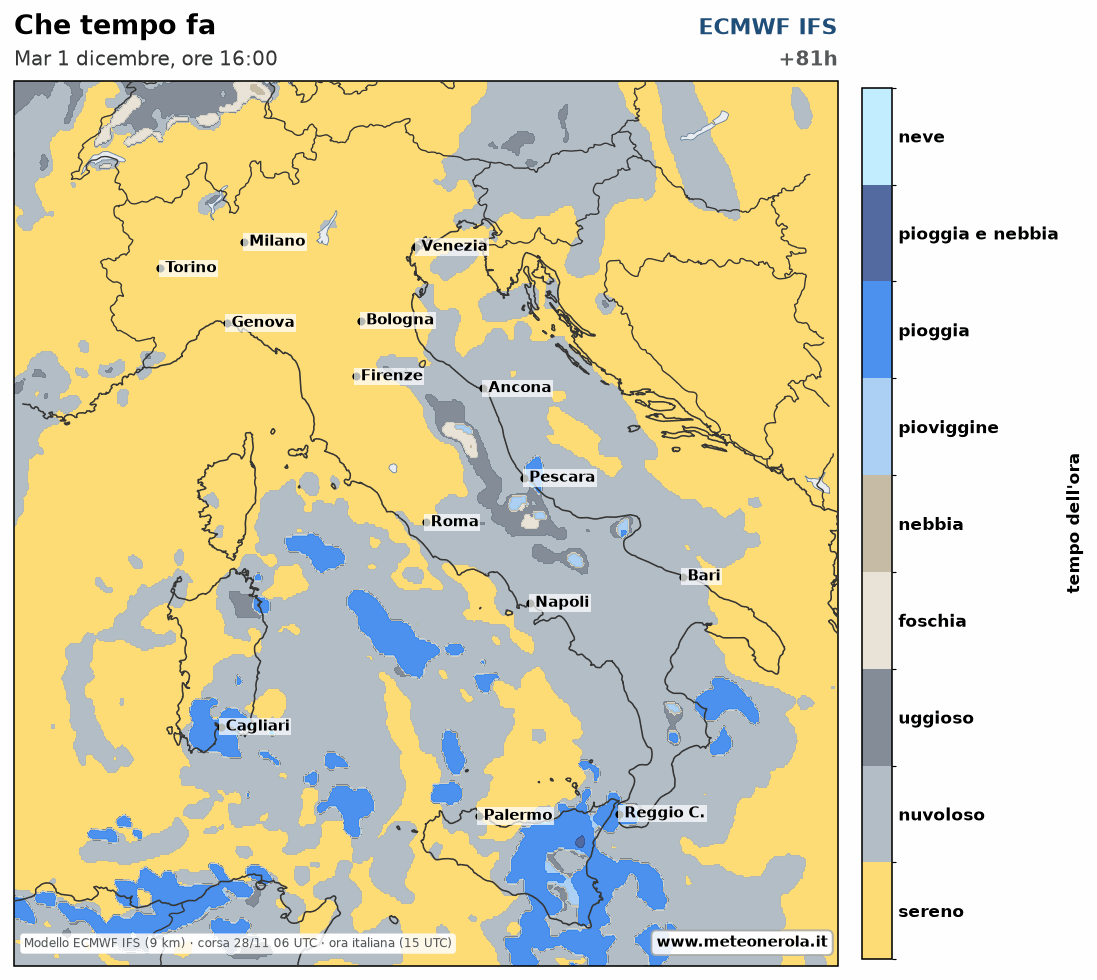 Che tempo fa
ECMWF IFS
Mar 1 dicembre, ore 16:00
+81h
neve
pioggia e nebbia
pioggia
pioviggine
nebbia
foschia
uggioso
nuvoloso
sereno
tempo dell'ora
Milano
Venezia
Torino
Genova
Bologna
Firenze
Ancona
Pescara
Roma
Bari
Napoli
Cagliari
Palermo
Reggio C.
Modello ECMWF IFS (9 km) · corsa 28/11 06 UTC · ora italiana (15 UTC)
www.meteonerola.it